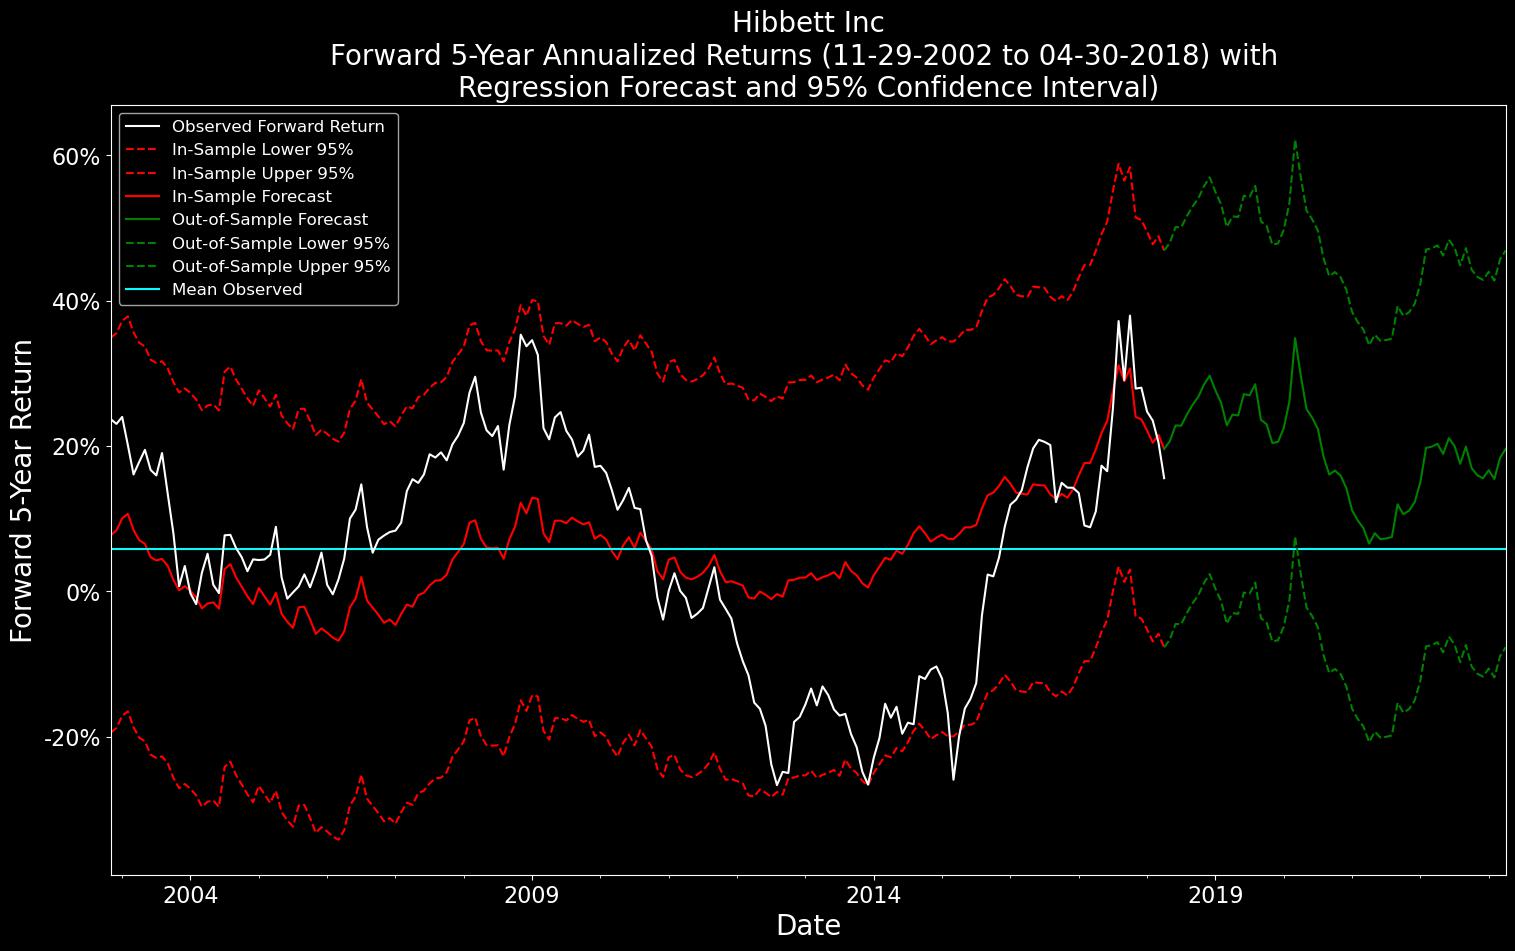 Hibbett Inc
Forward 5-Year Annualized Returns (11-29-2002 to 04-30-2018) with
Regression Forecast and 95% Confidence Interval)
Observed Forward Return
In-Sample Lower 95%
In-Sample Upper 95%
In-Sample Forecast
Out-of-Sample Forecast
Out-of-Sample Lower 95%
Out-of-Sample Upper 95%
Mean Observed
60%
40%
20%
0%
-20%
Forward 5-Year Return
2004
2009
2014
2019
Date